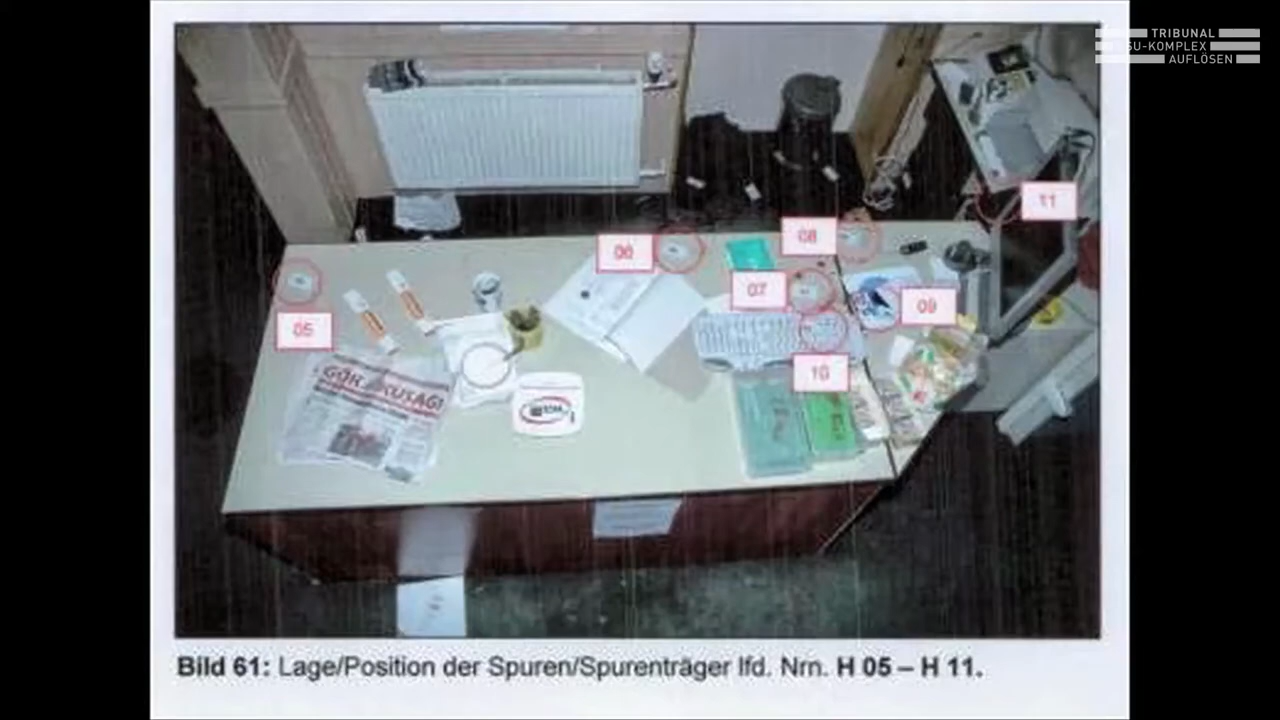 TRIBUNAL
NSU-KOMPLEX
AUFLÖSEN
11
08
06
07
09
05
10
Bild 61: Lage/Position der Spuren/Spurenträger lfd. Nrn. H 05 – H 11.